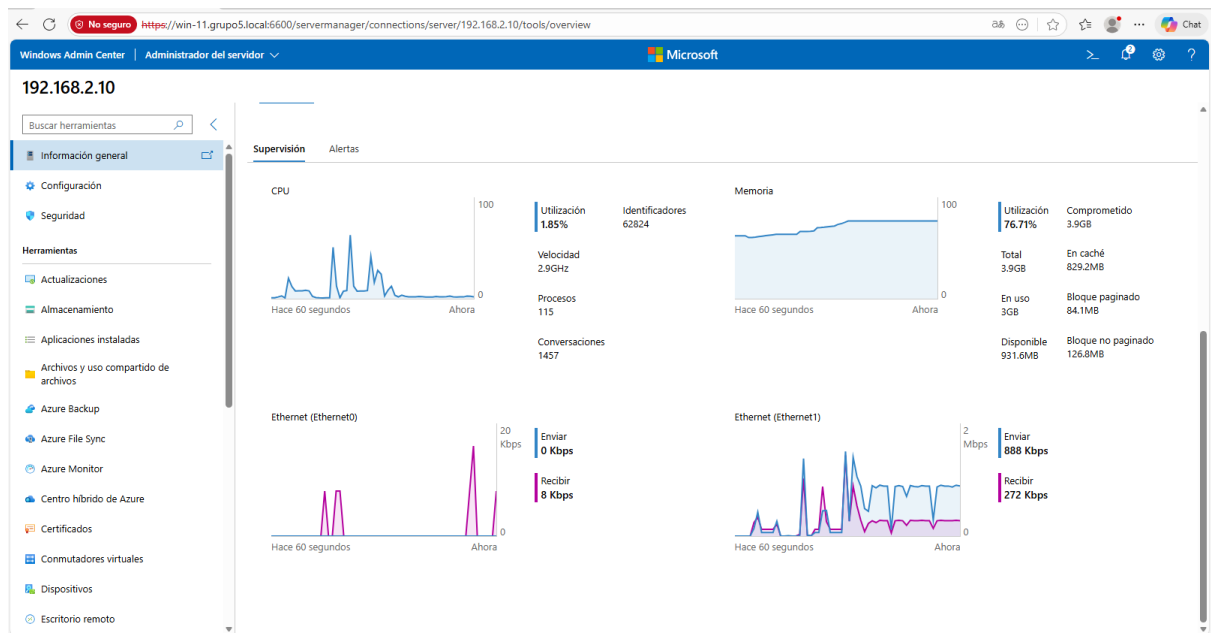 No seguro
https://win-11.grupo5.local:6600/servermanager/connections/server/192.168.2.10/tools/overview
Chat
Windows Admin Center
Administrador del servidor
Microsoft
2
192.168.2.10
Buscar herramientas
Información general
Configuración
Seguridad
Herramientas
Actualizaciones
Almacenamiento
Aplicaciones instaladas
Archivos y uso compartido de
archivos
Azure Backup
Azure File Sync
Azure Monitor
Centro híbrido de Azure
Certificados
Conmutadores virtuales
Dispositivos
Escritorio remoto
Supervisión
Alertas
CPU
100
0
Hace 60 segundos
Ahora
Utilización
1.85%
Identificadores
62824
Velocidad
2.9GHz
Procesos
115
Conversaciones
1457
Memoria
100
0
Hace 60 segundos
Ahora
Utilización
76.71%
Comprometido
3.9GB
Total
3.9GB
En caché
829.2MB
En uso
3GB
Bloque paginado
84.1MB
Disponible
931.6MB
Bloque no paginado
126.8MB
Ethernet (Ethernet0)
20
Kbps
0
Hace 60 segundos
Ahora
Enviar
0 Kbps
Recibir
8 Kbps
Ethernet (Ethernet1)
2
Mbps
0
Hace 60 segundos
Ahora
Enviar
888 Kbps
Recibir
272 Kbps